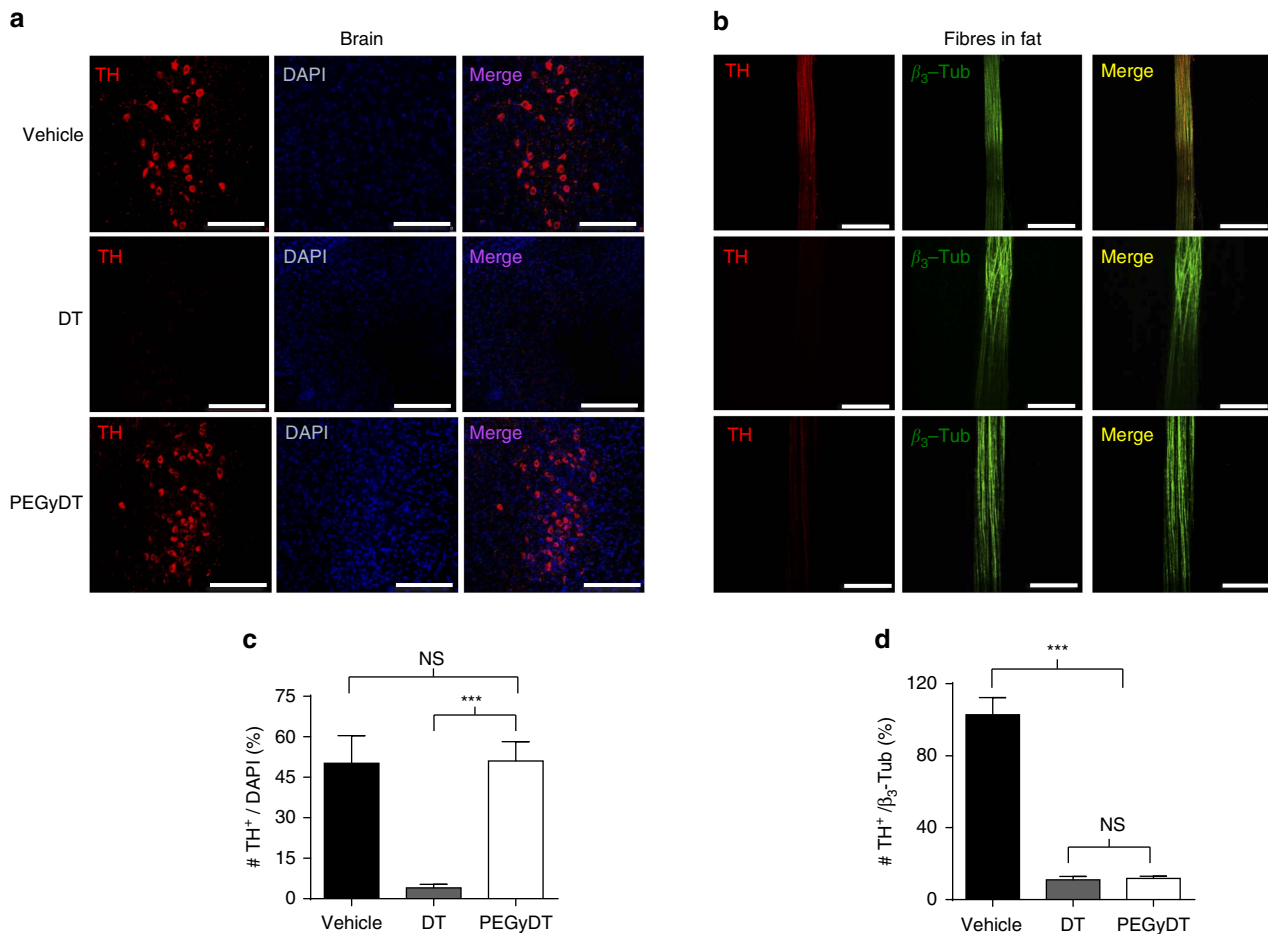 a
Brain
TH
DAPI
Merge
Vehicle
TH
DAPI
Merge
DT
TH
DAPI
Merge
PEGyDT
b
Fibres in fat
TH
β₃–Tub
Merge
TH
β₃–Tub
Merge
TH
β₃–Tub
Merge
c
NS
***
# TH⁺ / DAPI (%)
75
60
45
30
15
0
Vehicle
DT
PEGyDT
d
***
NS
# TH⁺ /β₃-Tub (%)
120
80
40
0
Vehicle
DT
PEGyDT